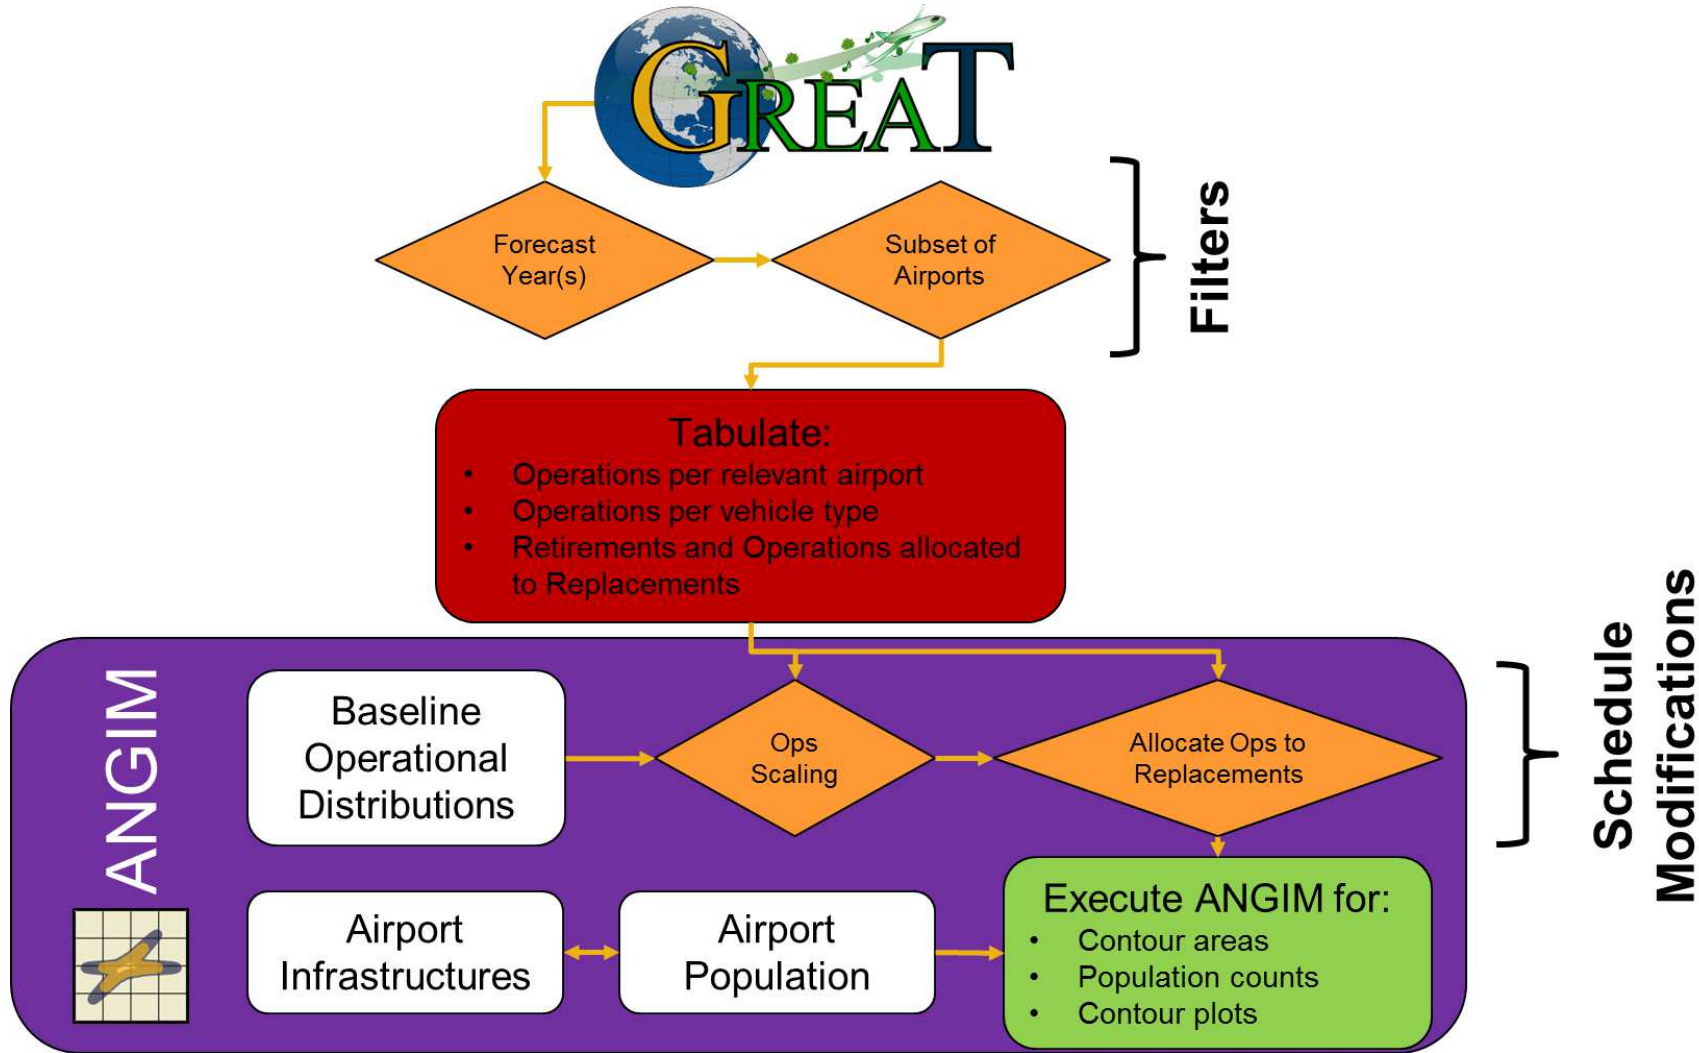 GREAT
Forecast
Year(s)
Subset of
Airports
Filters
Tabulate:
• Operations per relevant airport
• Operations per vehicle type
• Retirements and Operations allocated
to Replacements
ANGIM
Baseline
Operational
Distributions
Ops
Scaling
Allocate Ops to
Replacements
Schedule
Modifications
Airport
Infrastructures
Airport
Population
Execute ANGIM for:
• Contour areas
• Population counts
• Contour plots